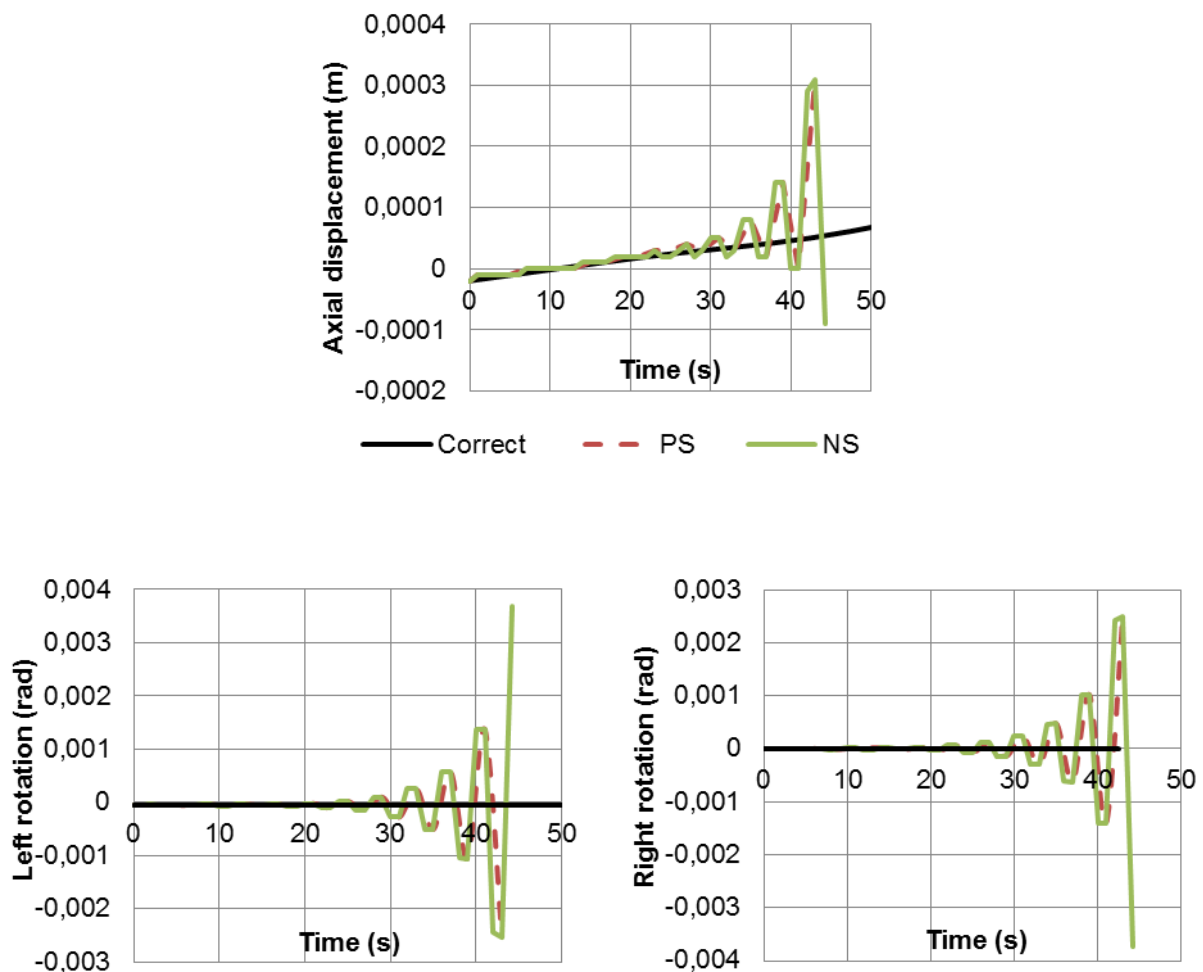 Axial displacement (m)
0,0004
0,0003
0,0002
0,0001
0
-0,0001
-0,0002
0 10 20 30 40 50
Time (s)
Correct PS NS
Left rotation (rad)
0,004
0,003
0,002
0,001
0
-0,001
-0,002
-0,003
0 10 20 30 40 50
Time (s)
Right rotation (rad)
0,003
0,002
0,001
0
-0,001
-0,002
-0,003
-0,004
0 10 20 30 40 50
Time (s)